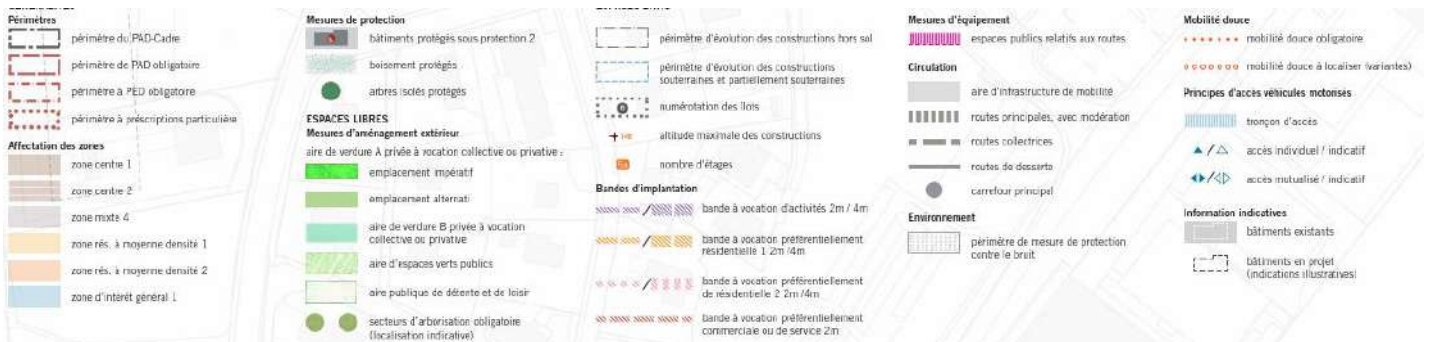 Périmètres
périmètre du PAD-Cadre
périmètre de PAD obligatoire
périmètre à PED obligatoire
périmètre à préscriptions particulière
Affectation des zones
zone centre 1
zone centre 2
zone mixte 4
zone rés. à moyenne densité 1
zone rés. à moyenne densité 2
zone d'intérêt général 1
Mesures de protection
bâtiments protégés sous protection 2
boisement protégés
arbres isolés protégés
ESPACES LIBRES
Mesures d'aménagement extérieur
aire de verdure A privée à vocation collective ou privative :
emplacement impératif
emplacement alternati
aire de verdure B privée à vocation
collective ou privative
aire d'espaces verts publics
aire publique de détente et de loisir
secteurs d'arborisation obligatoire
(localisation indicative)
périmètre d'évolution des constructions hors sol
périmètre d'évolution des constructions
souterraines et partiellement souterraines
numérotation des îlots
altitude maximale des constructions
nombre d'étages
Bandes d'implantation
bande à vocation d'activités 2m / 4m
bande à vocation préférentiellement
résidentielle 1 2m /4m
bande à vocation préférentiellement
de résidentielle 2 2m /4m
bande à vocation préférentiellement
commerciale ou de service 2m
Mesures d'équipement
espaces publics relatifs aux routes
Circulation
aire d'infrastructure de mobilité
routes principales, avec modération
routes collectrices
routes de desserte
carrefour principal
Environnement
périmètre de mesure de protection
contre le bruit
Mobilité douce
mobilité douce obligatoire
mobilité douce à localiser (variantes)
Principes d'accès véhicules motorisés
tronçon d'accès
accès individuel / indicatif
accès mutualisé / indicatif
Information indicatives
bâtiments existants
bâtiments en projet
(indications illustratives)